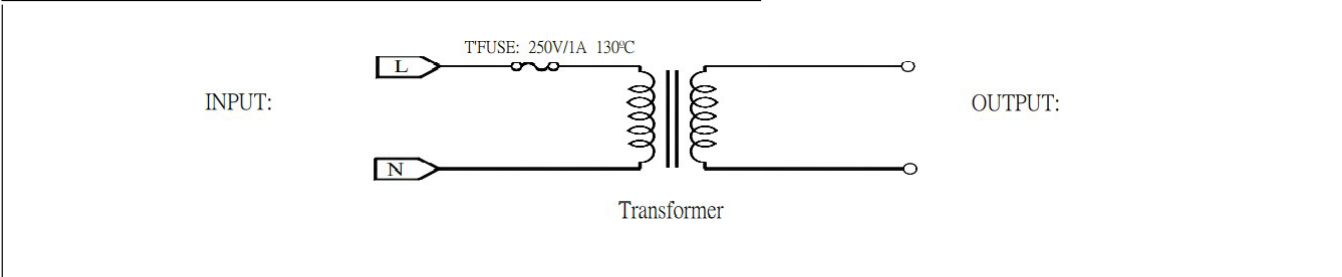 T'FUSE: 250V/1A 130ºC
L
INPUT:
OUTPUT:
N
Transformer